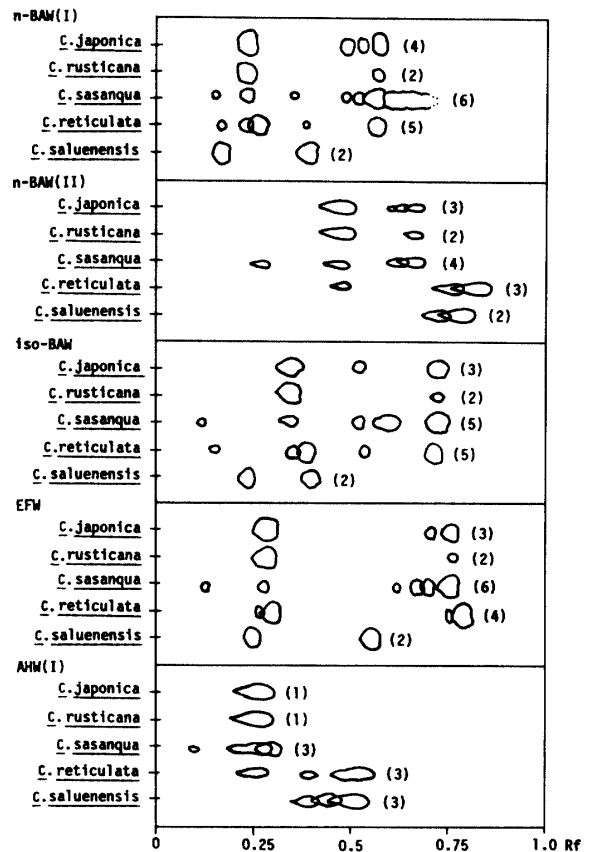 n-BAW(I)
C.japonica (4)
C.rusticana (2)
C.sasanqua (6)
C.reticulata (5)
C.saluenensis (2)
n-BAW(II)
C.japonica (3)
C.rusticana (2)
C.sasanqua (4)
C.reticulata (3)
C.saluenensis (2)
iso-BAW
C.japonica (3)
C.rusticana (2)
C.sasanqua (5)
C.reticulata (5)
C.saluenensis (2)
EFW
C.japonica (3)
C.rusticana (2)
C.sasanqua (6)
C.reticulata (4)
C.saluenensis (2)
AHW(I)
C.japonica (1)
C.rusticana (1)
C.sasanqua (3)
C.reticulata (3)
C.saluenensis (3)
0 0.25 0.5 0.75 1.0 Rf